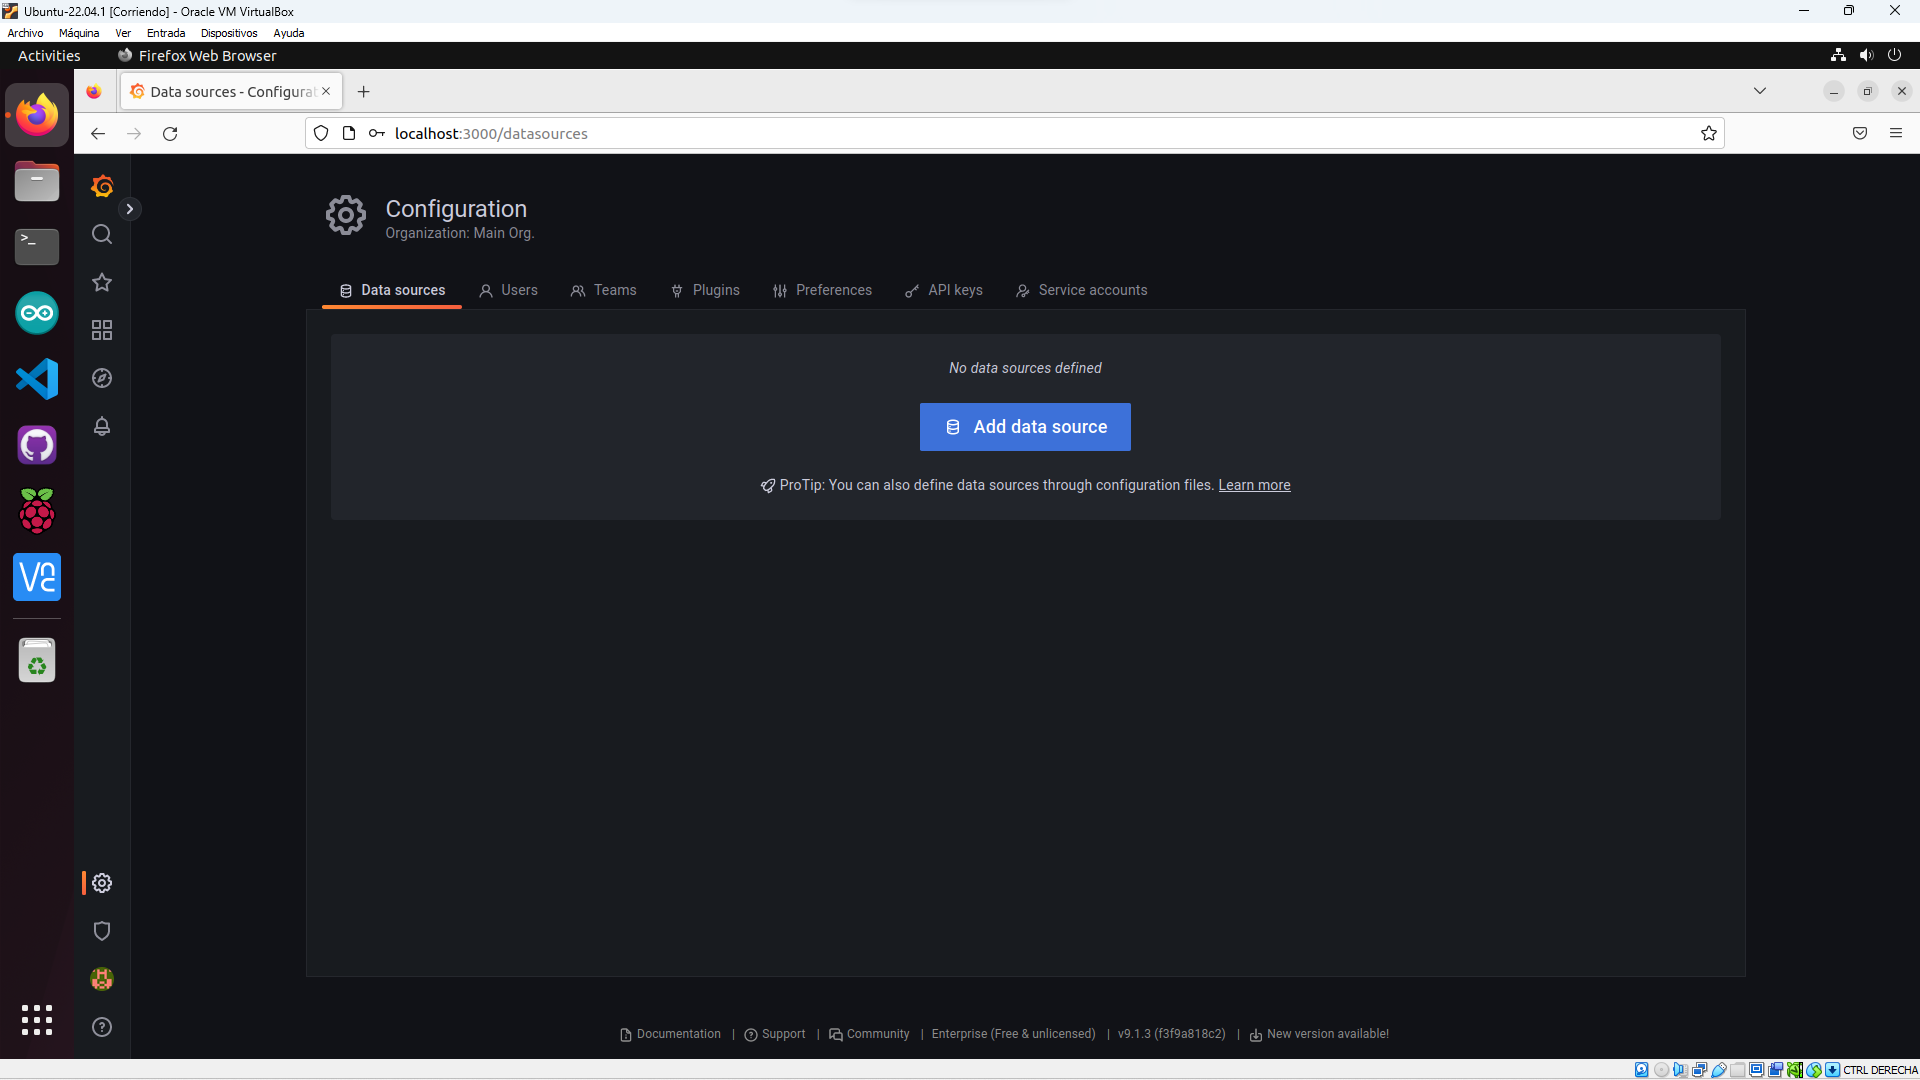 Ubuntu-22.04.1 [Corriendo] - Oracle VM VirtualBox
Archivo Máquina Ver Entrada Dispositivos Ayuda
Activities Firefox Web Browser
Data sources - Configurat
localhost:3000/datasources
Configuration
Organization: Main Org.
Data sources Users Teams Plugins Preferences API keys Service accounts
No data sources defined
Add data source
ProTip: You can also define data sources through configuration files. Learn more
Documentation | Support | Community | Enterprise (Free & unlicensed) | v9.1.3 (f3f9a818c2) | New version available!
CTRL DERECHA